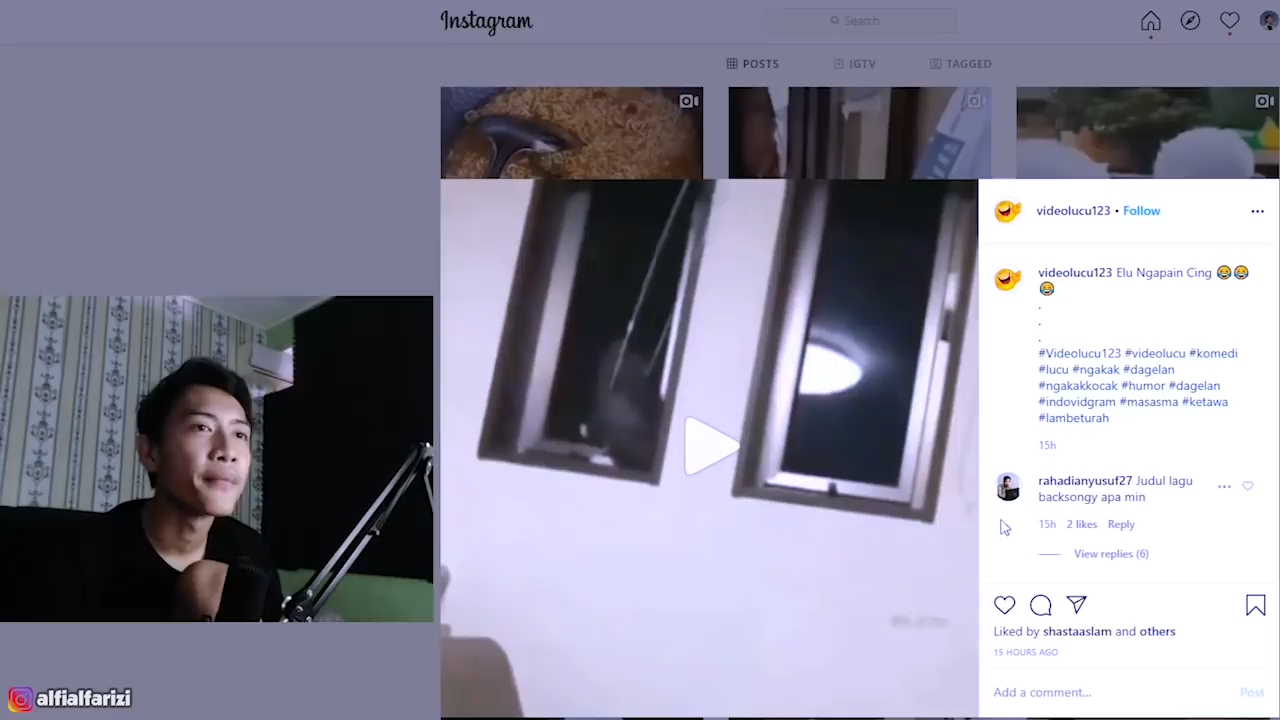 Instagram
Search
POSTS
IGTV
TAGGED
videolucu123 • Follow
videolucu123 Elu Ngapain Cing 😂😂
😂
.
.
.
#Videolucu123 #videolucu #komedi
#lucu #ngakak #dagelan
#ngakakkocak #humor #dagelan
#indovidgram #masasma #ketawa
#lambeturah
15h
rahadianyusuf27 Judul lagu
backsongy apa min
15h 2 likes Reply
View replies (6)
Liked by shastaaslam and others
15 HOURS AGO
Add a comment...
Post
alfialfarizi